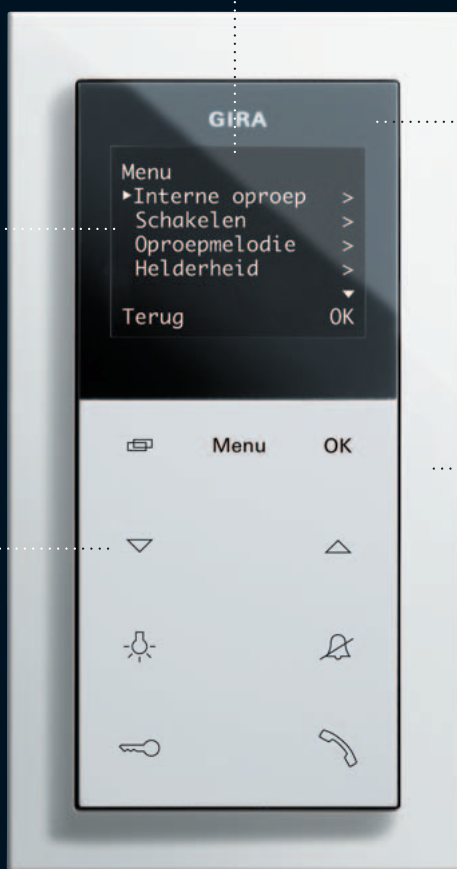 GIRA
Menu
▶Interne oproep >
Schakelen >
Oproepmelodie >
Helderheid >
Terug OK
Menu OK